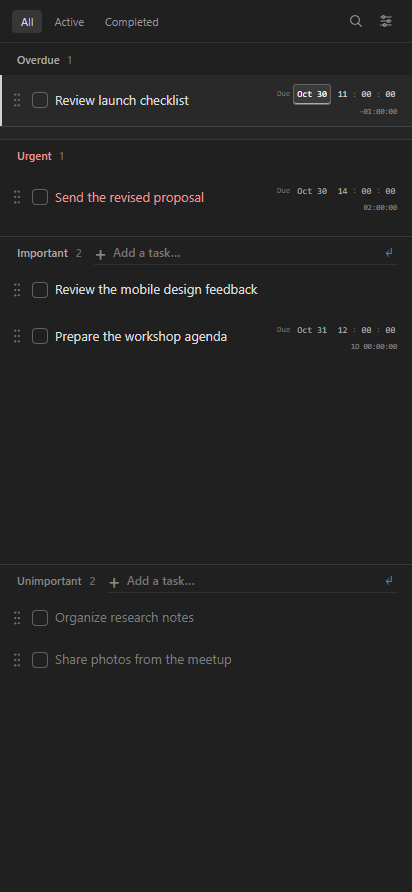 All Active Completed
Overdue 1
Review launch checklist Due Oct 30 11 : 00 : 00
-01:00:00
Urgent 1
Send the revised proposal Due Oct 30 14 : 00 : 00
02:00:00
Important 2 + Add a task...
Review the mobile design feedback
Prepare the workshop agenda Due Oct 31 12 : 00 : 00
1D 00:00:00
Unimportant 2 + Add a task...
Organize research notes
Share photos from the meetup